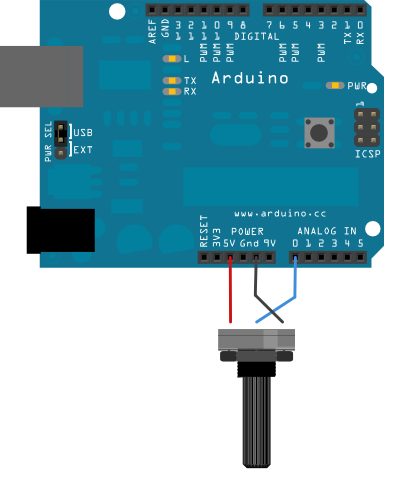 AREF
GND
13
12
11
10
9
8
7
6
5
4
3
2
1
0
PWM
PWM
PWM
PWM
PWM
PWM
TX
RX
DIGITAL
L
TX
RX
Arduino
PWR
1
ICSP
PWR SEL
USB
EXT
www.arduino.cc
POWER
ANALOG IN
RESET
3V3
5V Gnd 9V
0 1 2 3 4 5